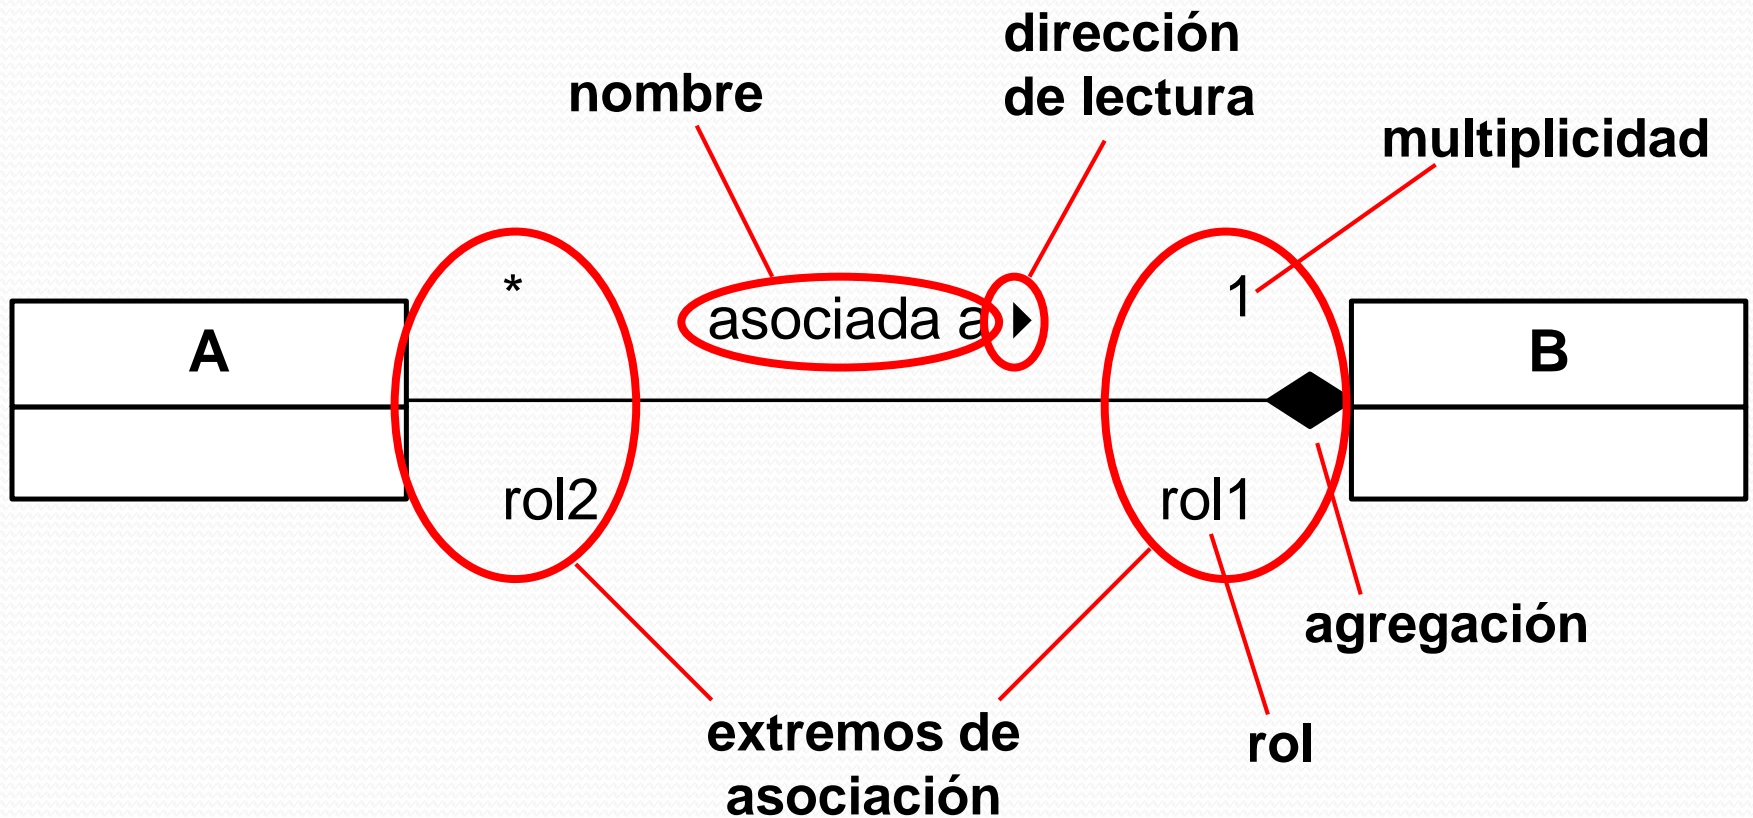 dirección
de lectura
nombre
multiplicidad
*
asociada a
1
A
B
rol2
rol1
agregación
extremos de
asociación
rol